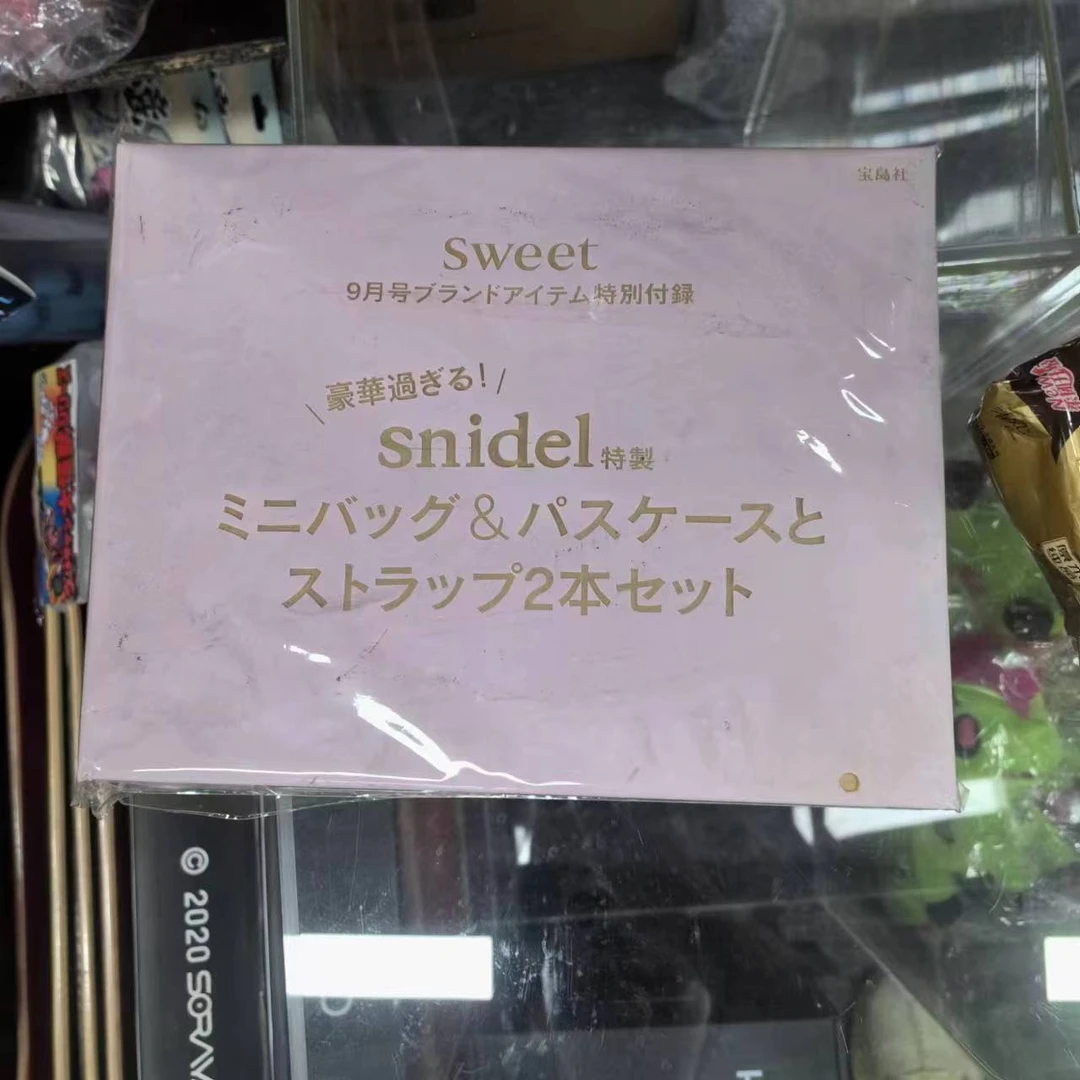 宝島社
sweet
9月号ブランドアイテム特別付録
豪華過ぎる!
snidel特製
ミニバッグ&パスケースと
ストラップ2本セット
© 2020 SORA